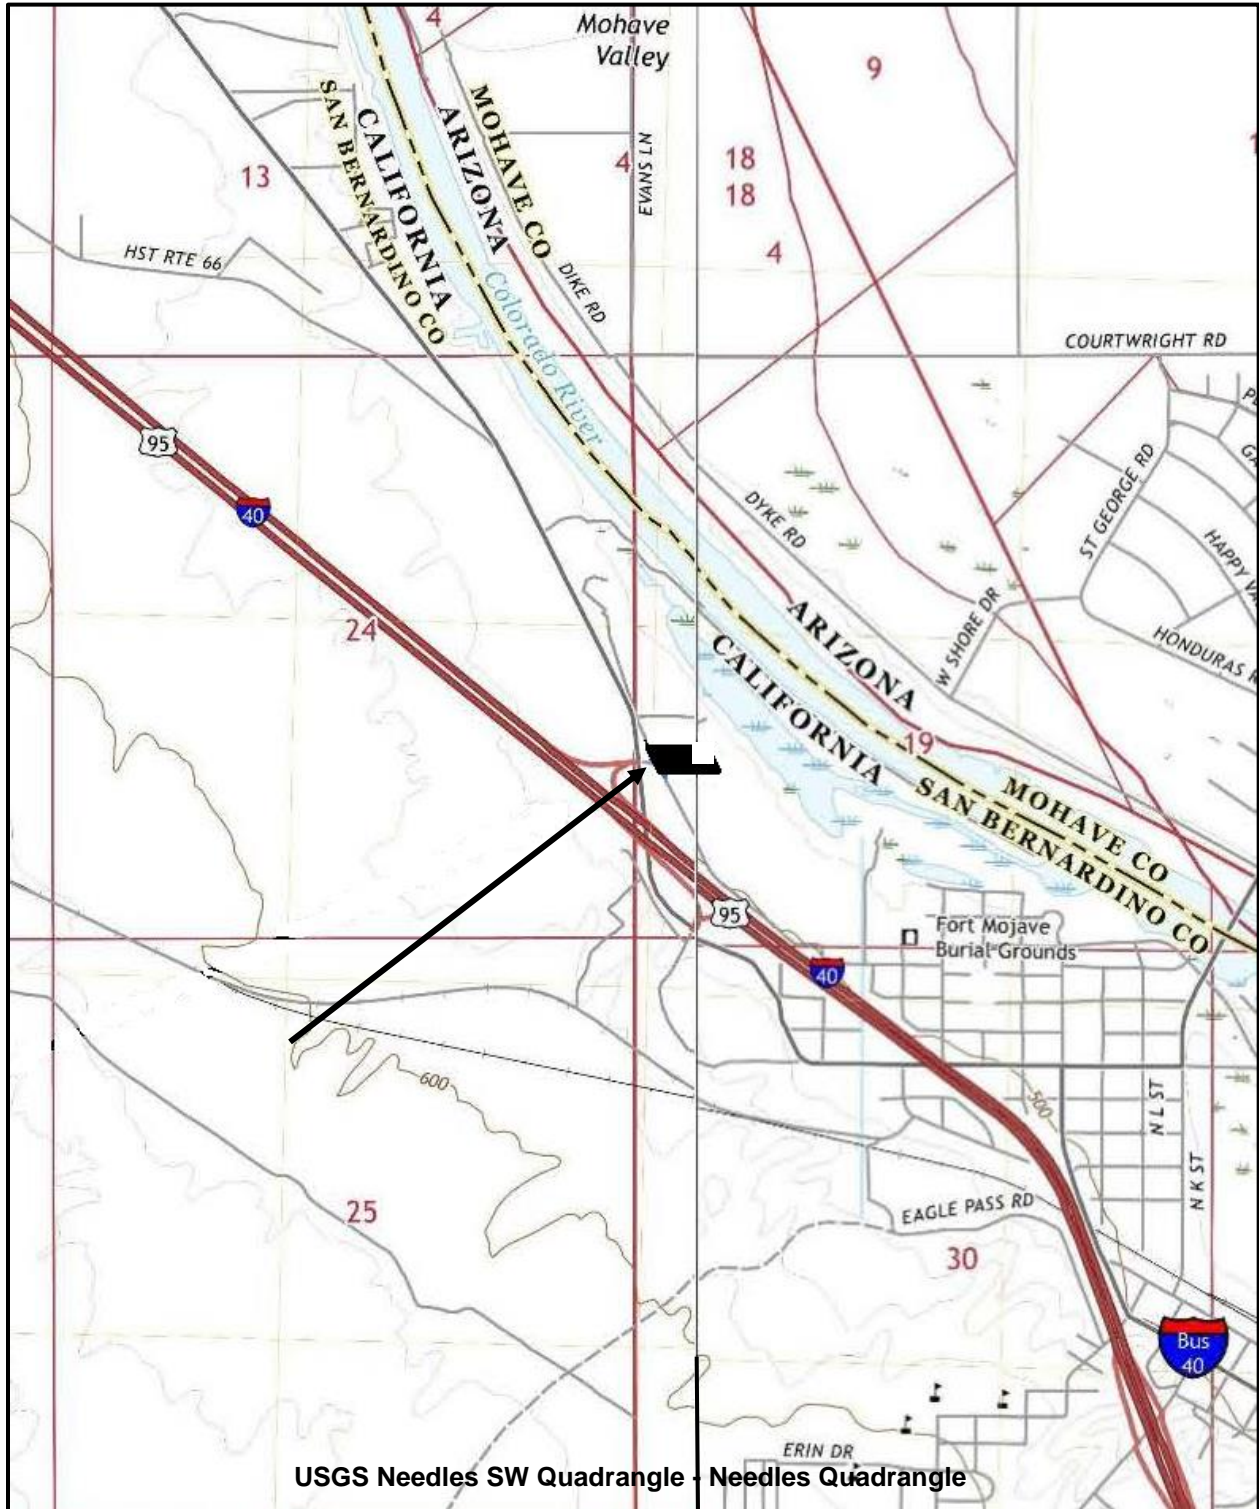 4
Mohave
Valley
9
SAN BERNARDINO CO
CALIFORNIA
ARIZONA
MOHAVE CO
13
4
EVANS LN
18
18
4
HST RTE 66
DIKE RD
Colorado River
COURTWRIGHT RD
95
40
DYKE RD
ST GEORGE RD
HAPPY
24
W SHORE DR
HONDURAS
ARIZONA
CALIFORNIA
19
MOHAVE CO
SAN BERNARDINO CO
95
Fort Mojave
Burial Grounds
40
600
500
N L ST
N K ST
25
EAGLE PASS RD
30
Bus
40
ERIN DR
USGS Needles SW Quadrangle - Needles Quadrangle